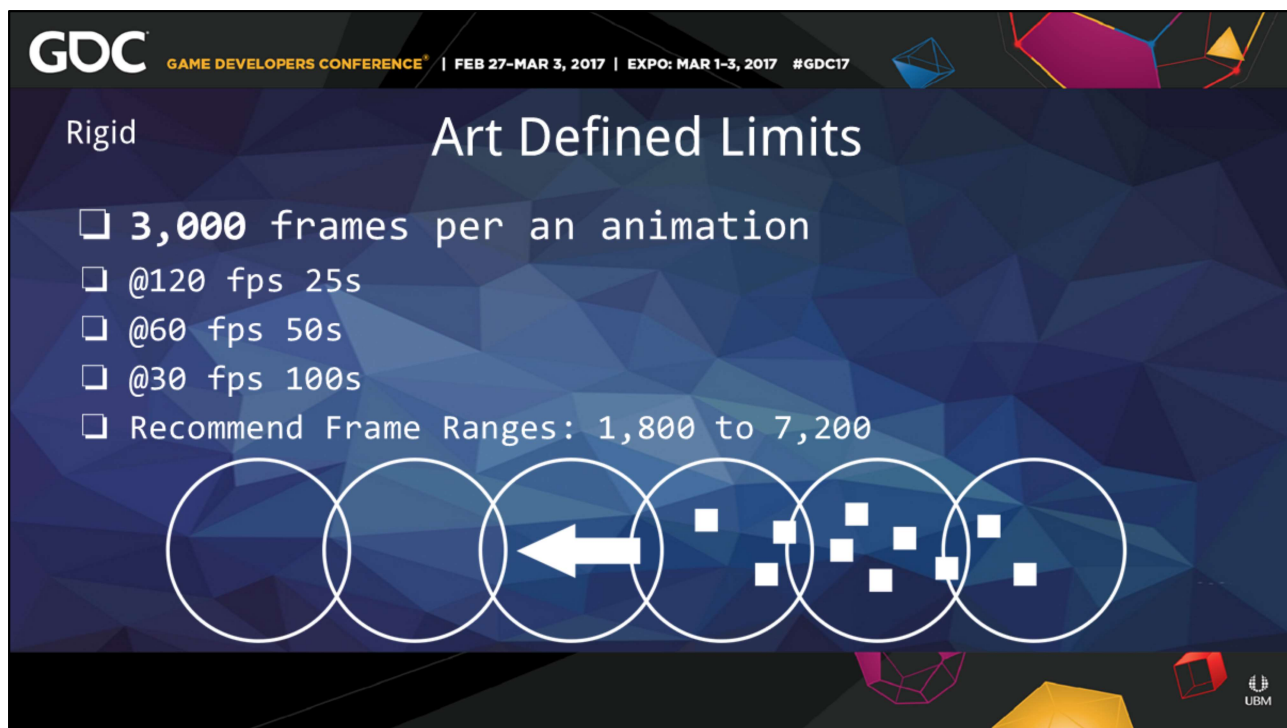 GDC GAME DEVELOPERS CONFERENCE® | FEB 27–MAR 3, 2017 | EXPO: MAR 1–3, 2017 #GDC17
Rigid
Art Defined Limits
❏ 3,000 frames per an animation
❏ @120 fps 25s
❏ @60 fps 50s
❏ @30 fps 100s
❏ Recommend Frame Ranges: 1,800 to 7,200
UBM